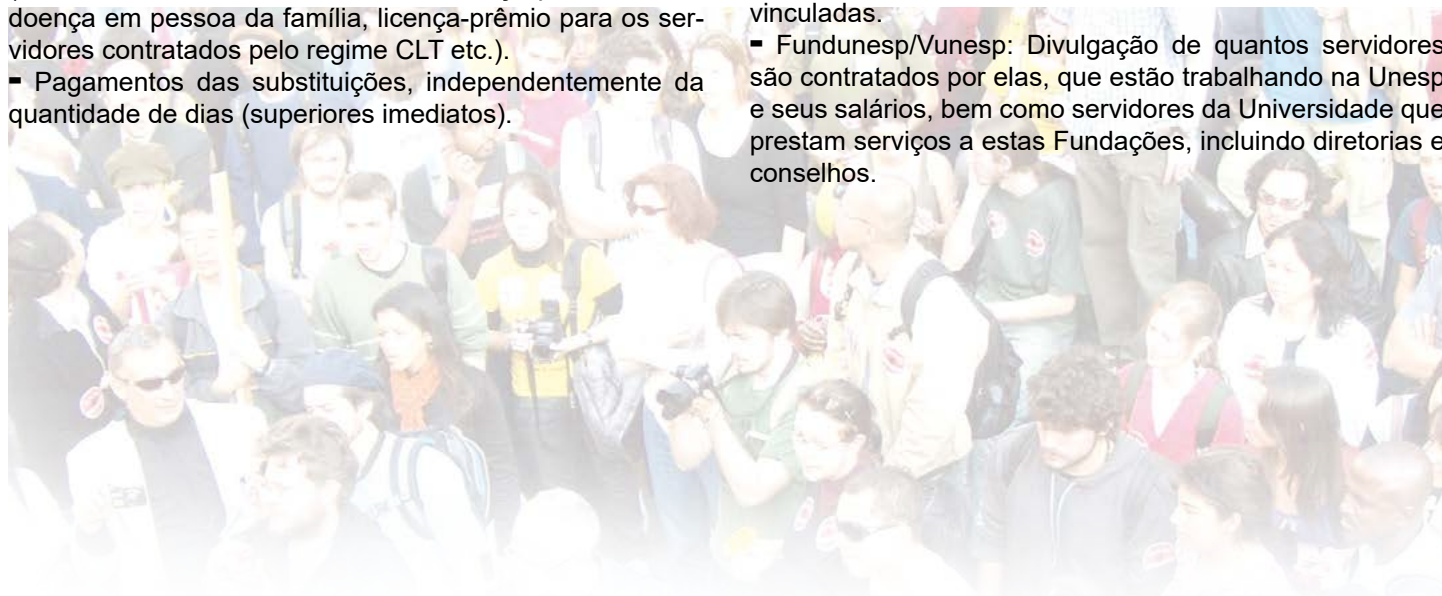 doença em pessoa da família, licença-prêmio para os ser-
vidores contratados pelo regime CLT etc.).
- Pagamentos das substituições, independentemente da
quantidade de dias (superiores imediatos).
vinculadas.
- Fundunesp/Vunesp: Divulgação de quantos servidores
são contratados por elas, que estão trabalhando na Unesp
e seus salários, bem como servidores da Universidade que
prestam serviços a estas Fundações, incluindo diretorias e
conselhos.